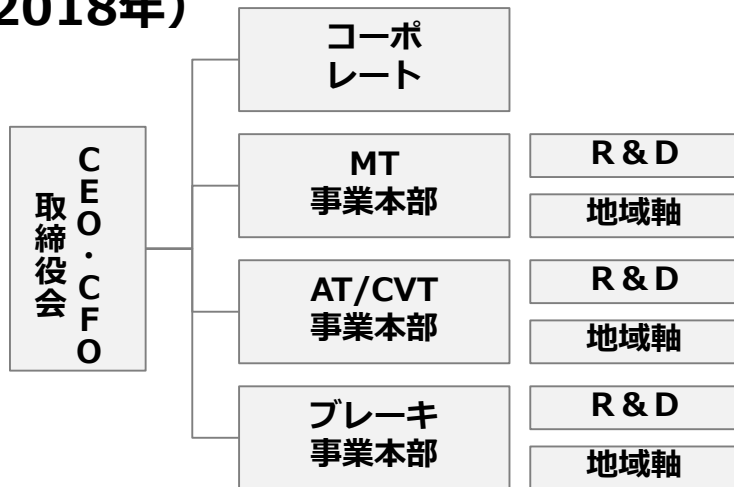 2018年）
コーポ
レート
CEO・CFO
取締役会
MT
事業本部
R＆D
地域軸
AT/CVT
事業本部
R＆D
地域軸
ブレーキ
事業本部
R＆D
地域軸